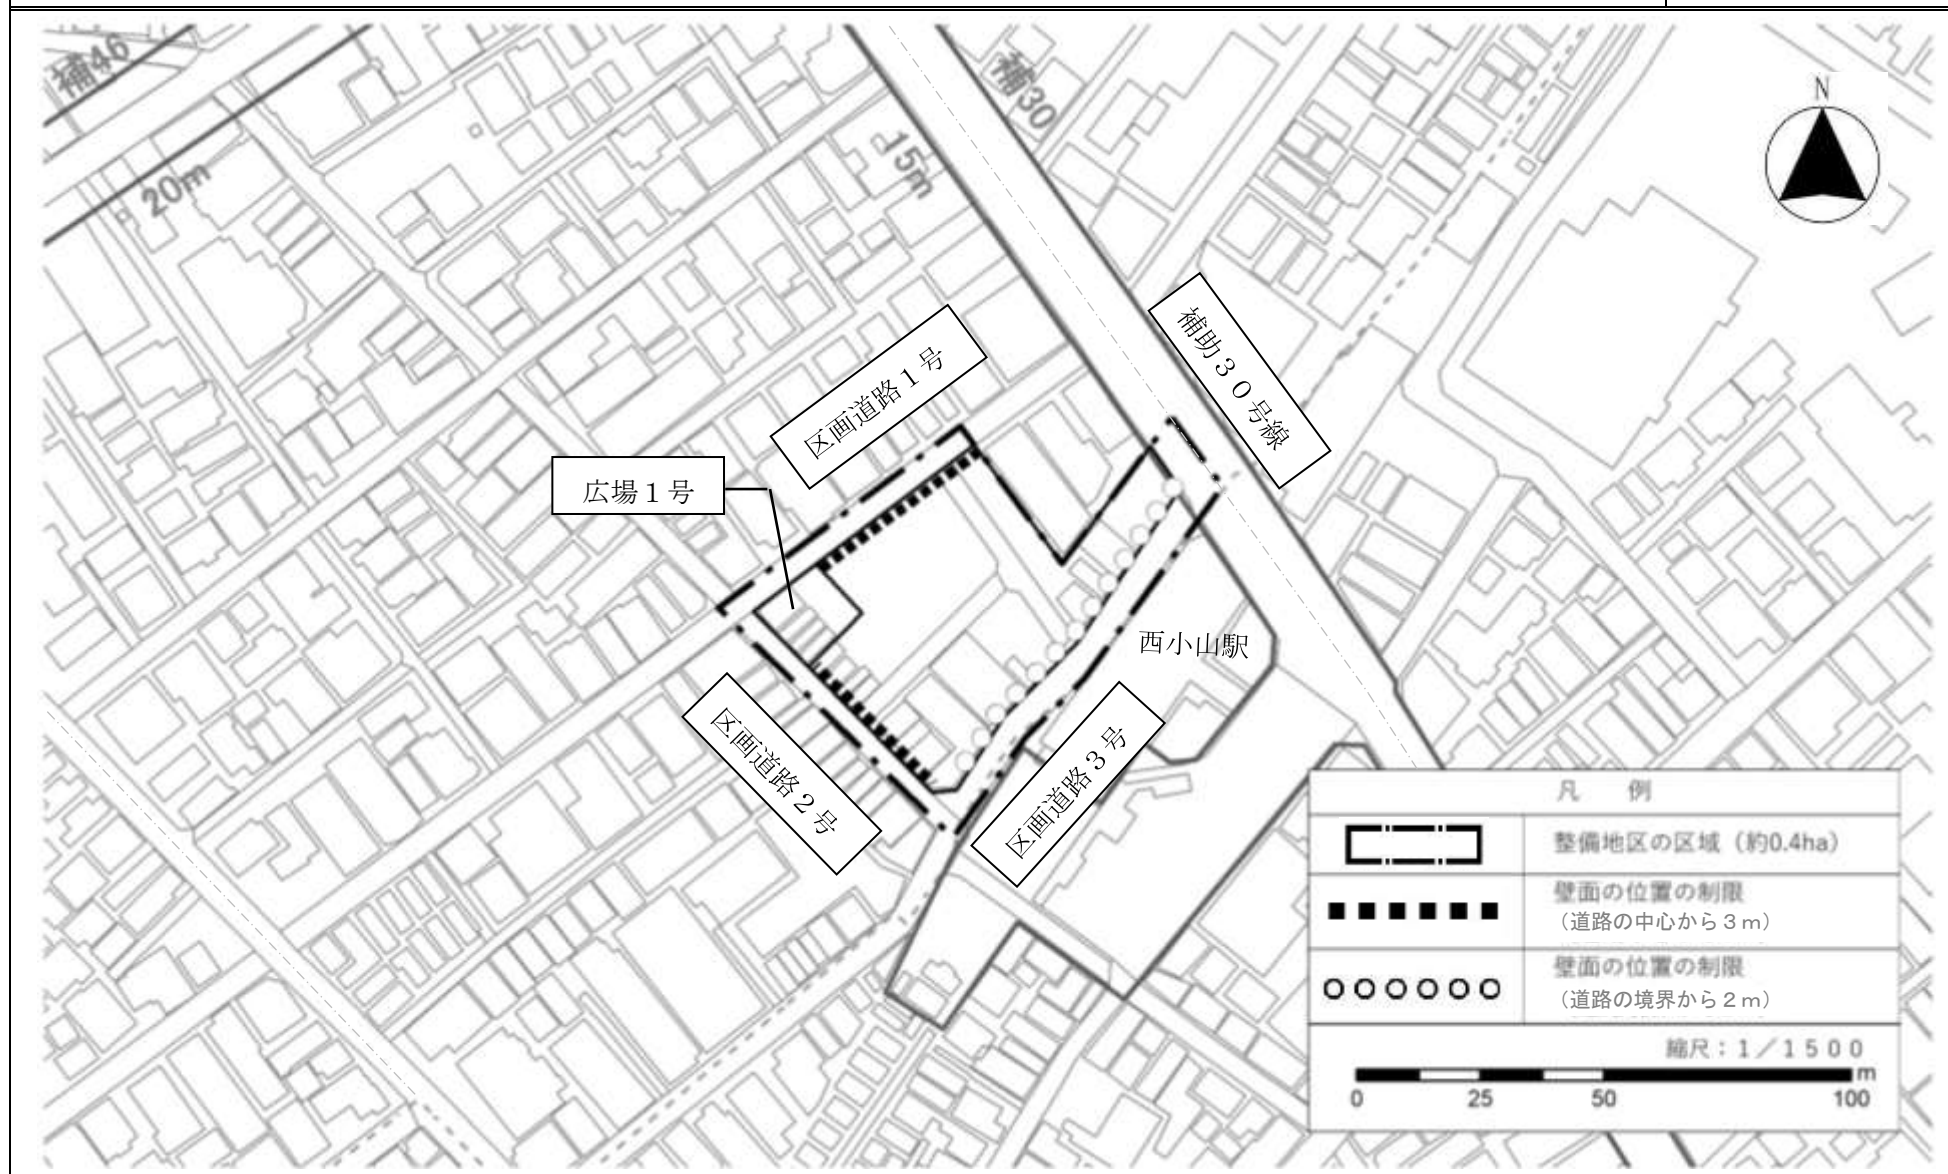 補46
補30
N
20m
15m
補助３０号線
区画道路１号
広場１号
西小山駅
区画道路２号
区画道路３号
凡　例
整備地区の区域（約0.4ha）
壁面の位置の制限
（道路の中心から３ｍ）
壁面の位置の制限
（道路の境界から２ｍ）
縮尺：１／１５００
m
0 25 50 100